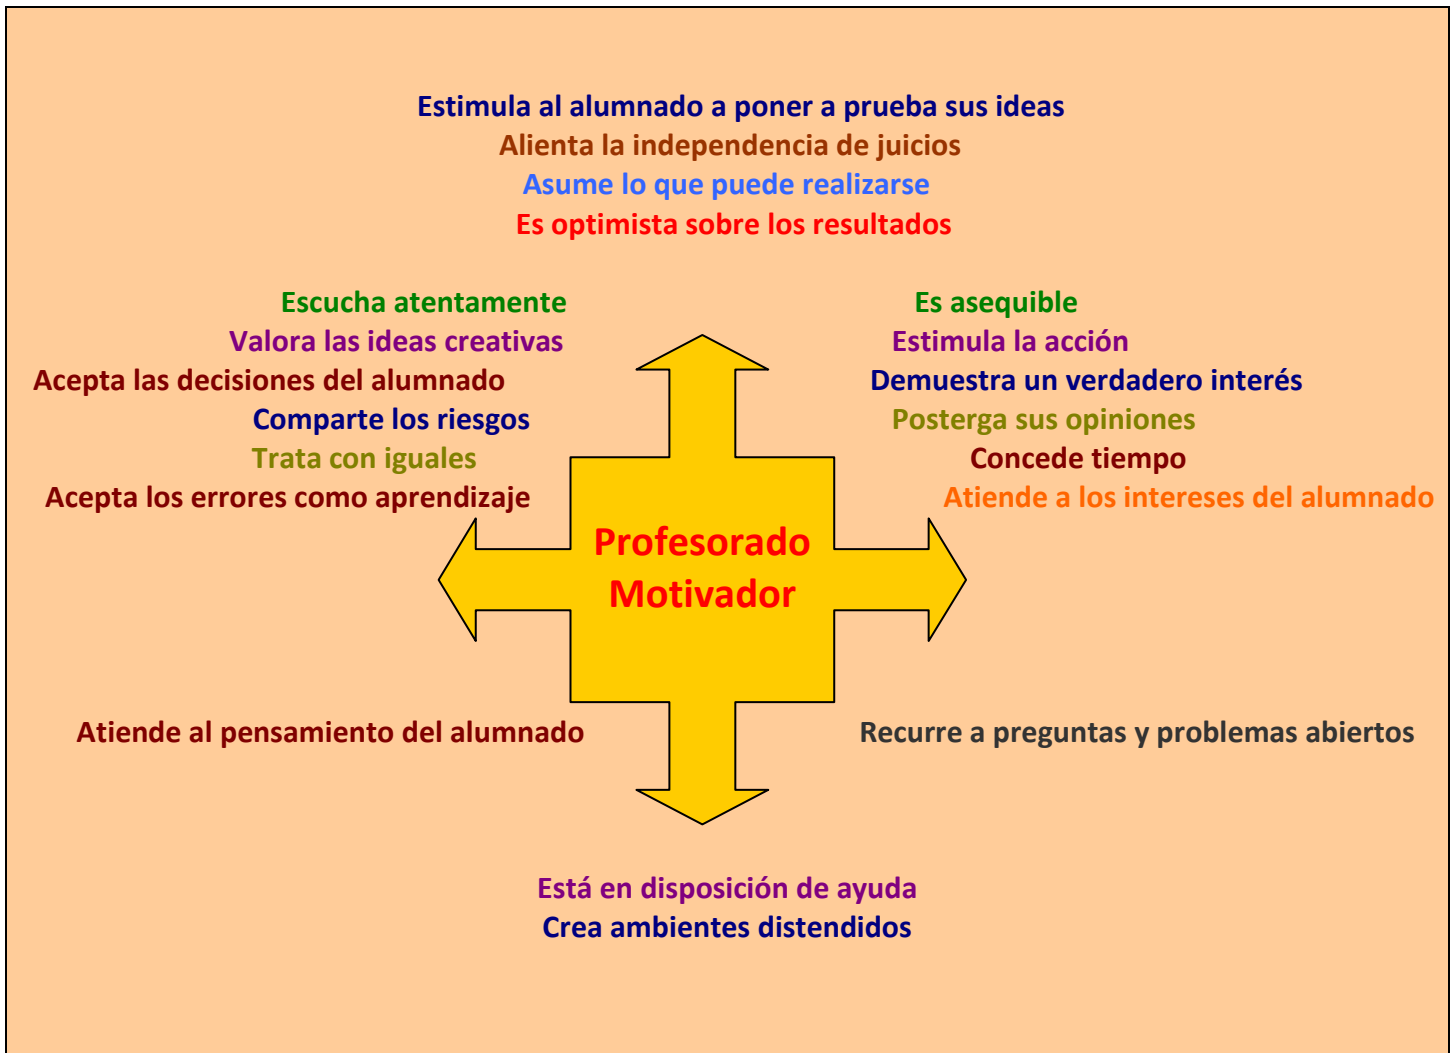 Estimula al alumnado a poner a prueba sus ideas
Alienta la independencia de juicios
Asume lo que puede realizarse
Es optimista sobre los resultados
Escucha atentamente
Valora las ideas creativas
Acepta las decisiones del alumnado
Comparte los riesgos
Trata con iguales
Acepta los errores como aprendizaje
Es asequible
Estimula la acción
Demuestra un verdadero interés
Posterga sus opiniones
Concede tiempo
Atiende a los intereses del alumnado
Profesorado
Motivador
Atiende al pensamiento del alumnado
Recurre a preguntas y problemas abiertos
Está en disposición de ayuda
Crea ambientes distendidos